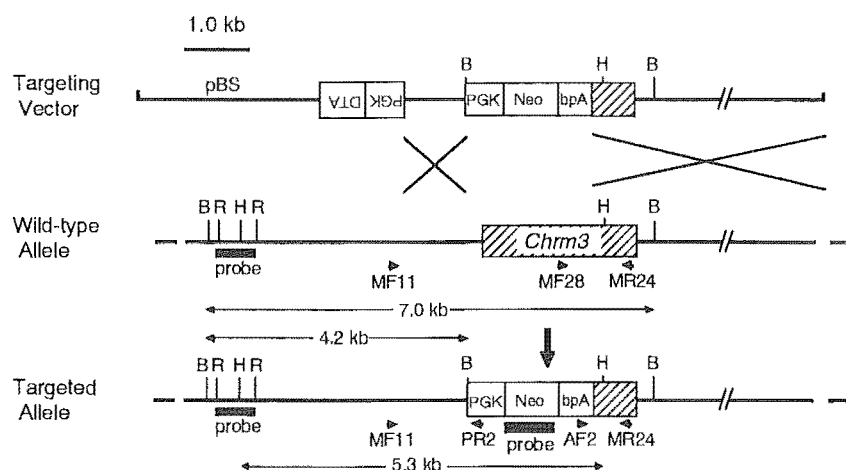 1.0 kb
Targeting Vector
pBS
DTA PGK
B
PGK Neo bpA
H
B
//
Wild-type Allele
B R H R
probe
MF11
Chrm3
H
B
MF28
MR24
//
7.0 kb
4.2 kb
Targeted Allele
B R H R
probe
MF11
B
PGK Neo bpA
H
B
PR2
probe
AF2
MR24
//
5.3 kb